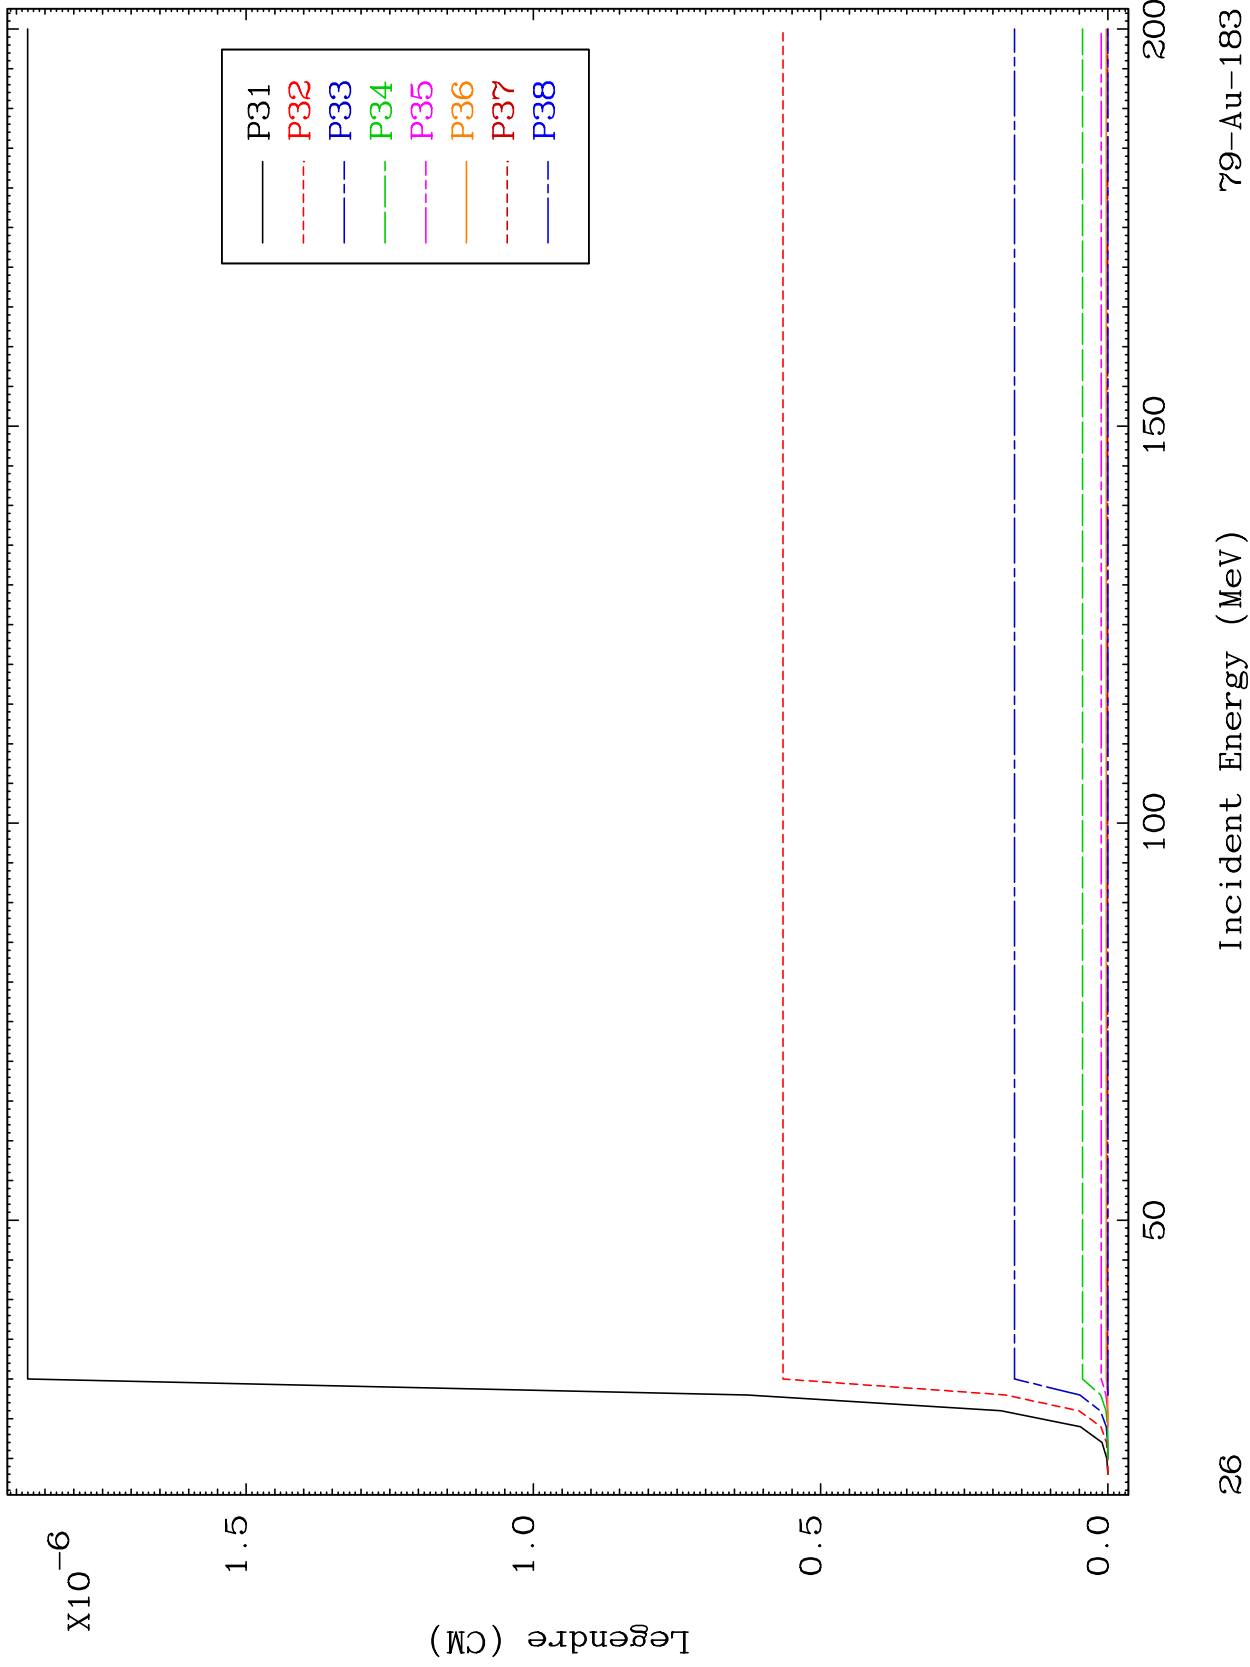 X10⁻⁶
Legendre (CM)
1.5
1.0
0.5
0.0
P31
P32
P33
P34
P35
P36
P37
P38
50
100
150
200
26
Incident Energy (MeV)
79-Au-183